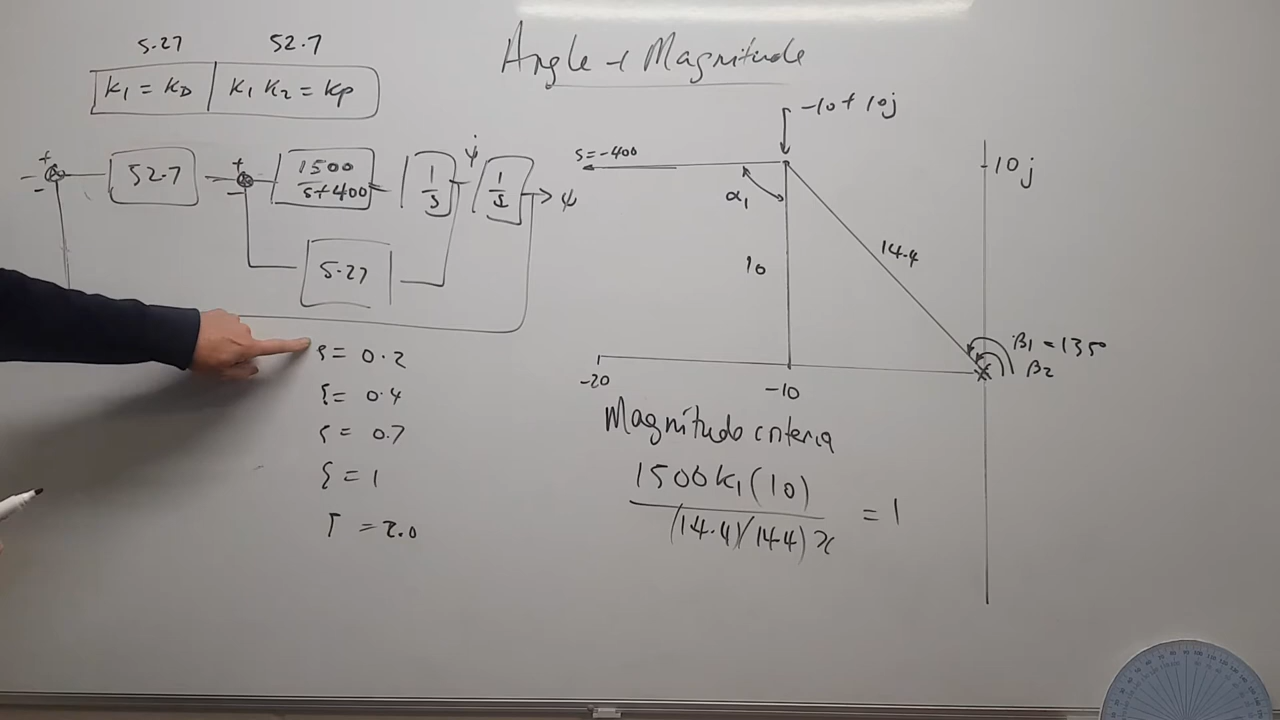 Angle + Magnitude
5.27 52.7
K1 = KD | K1 K2 = KP
+ - 52.7 + - 1500 / S+400 1/S ψ̇ 1/S ψ
5.27
ζ = 0.2
ζ = 0.4
ζ = 0.7
ζ = 1
T = 2.0
-10 + 10j
S = -400
10j
α1
10
14.4
β1 = 135°
β2
-20
-10
Magnitude criteria
1500 K1 (10)
(14.4)(14.4) x
= 1